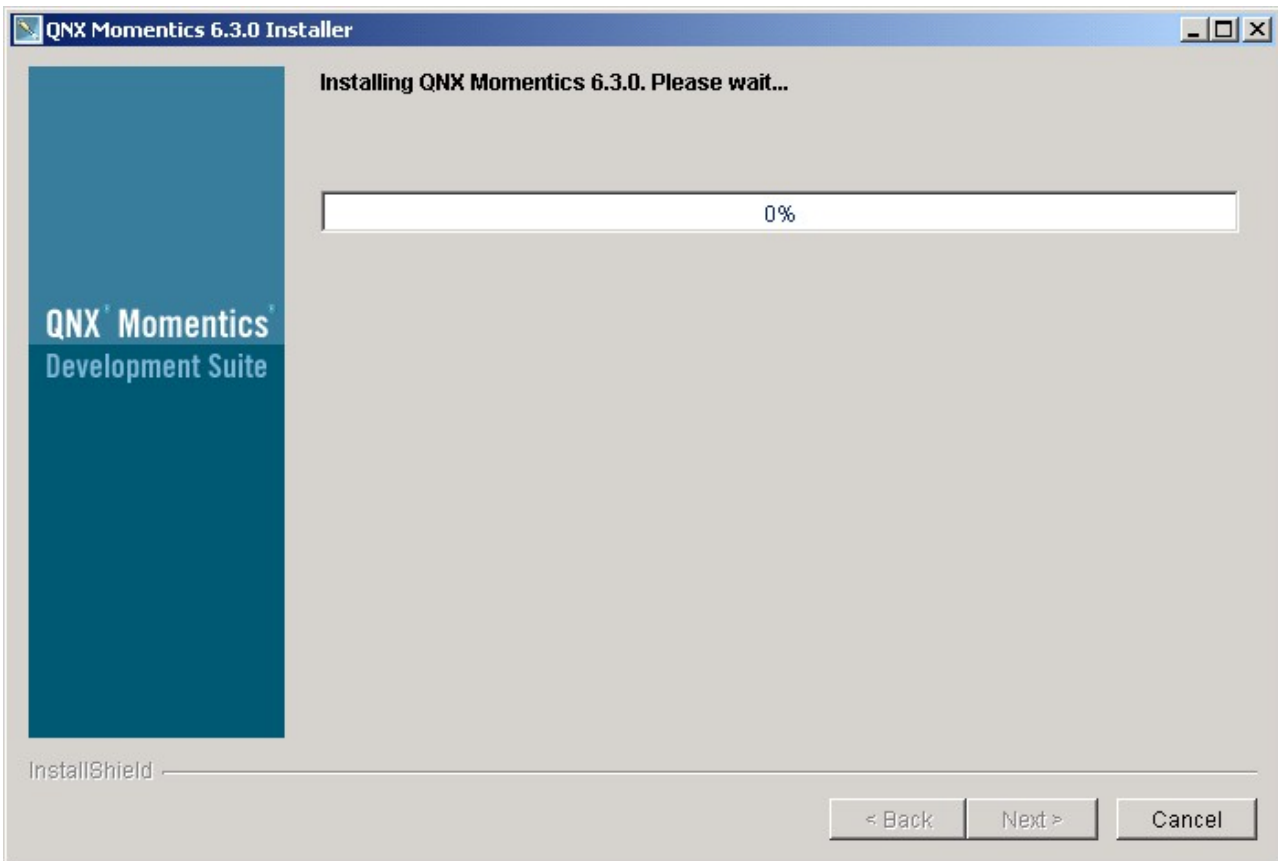 QNX Momentics 6.3.0 Installer
Installing QNX Momentics 6.3.0. Please wait...
0%
QNX Momentics
Development Suite
InstallShield
< Back Next > Cancel